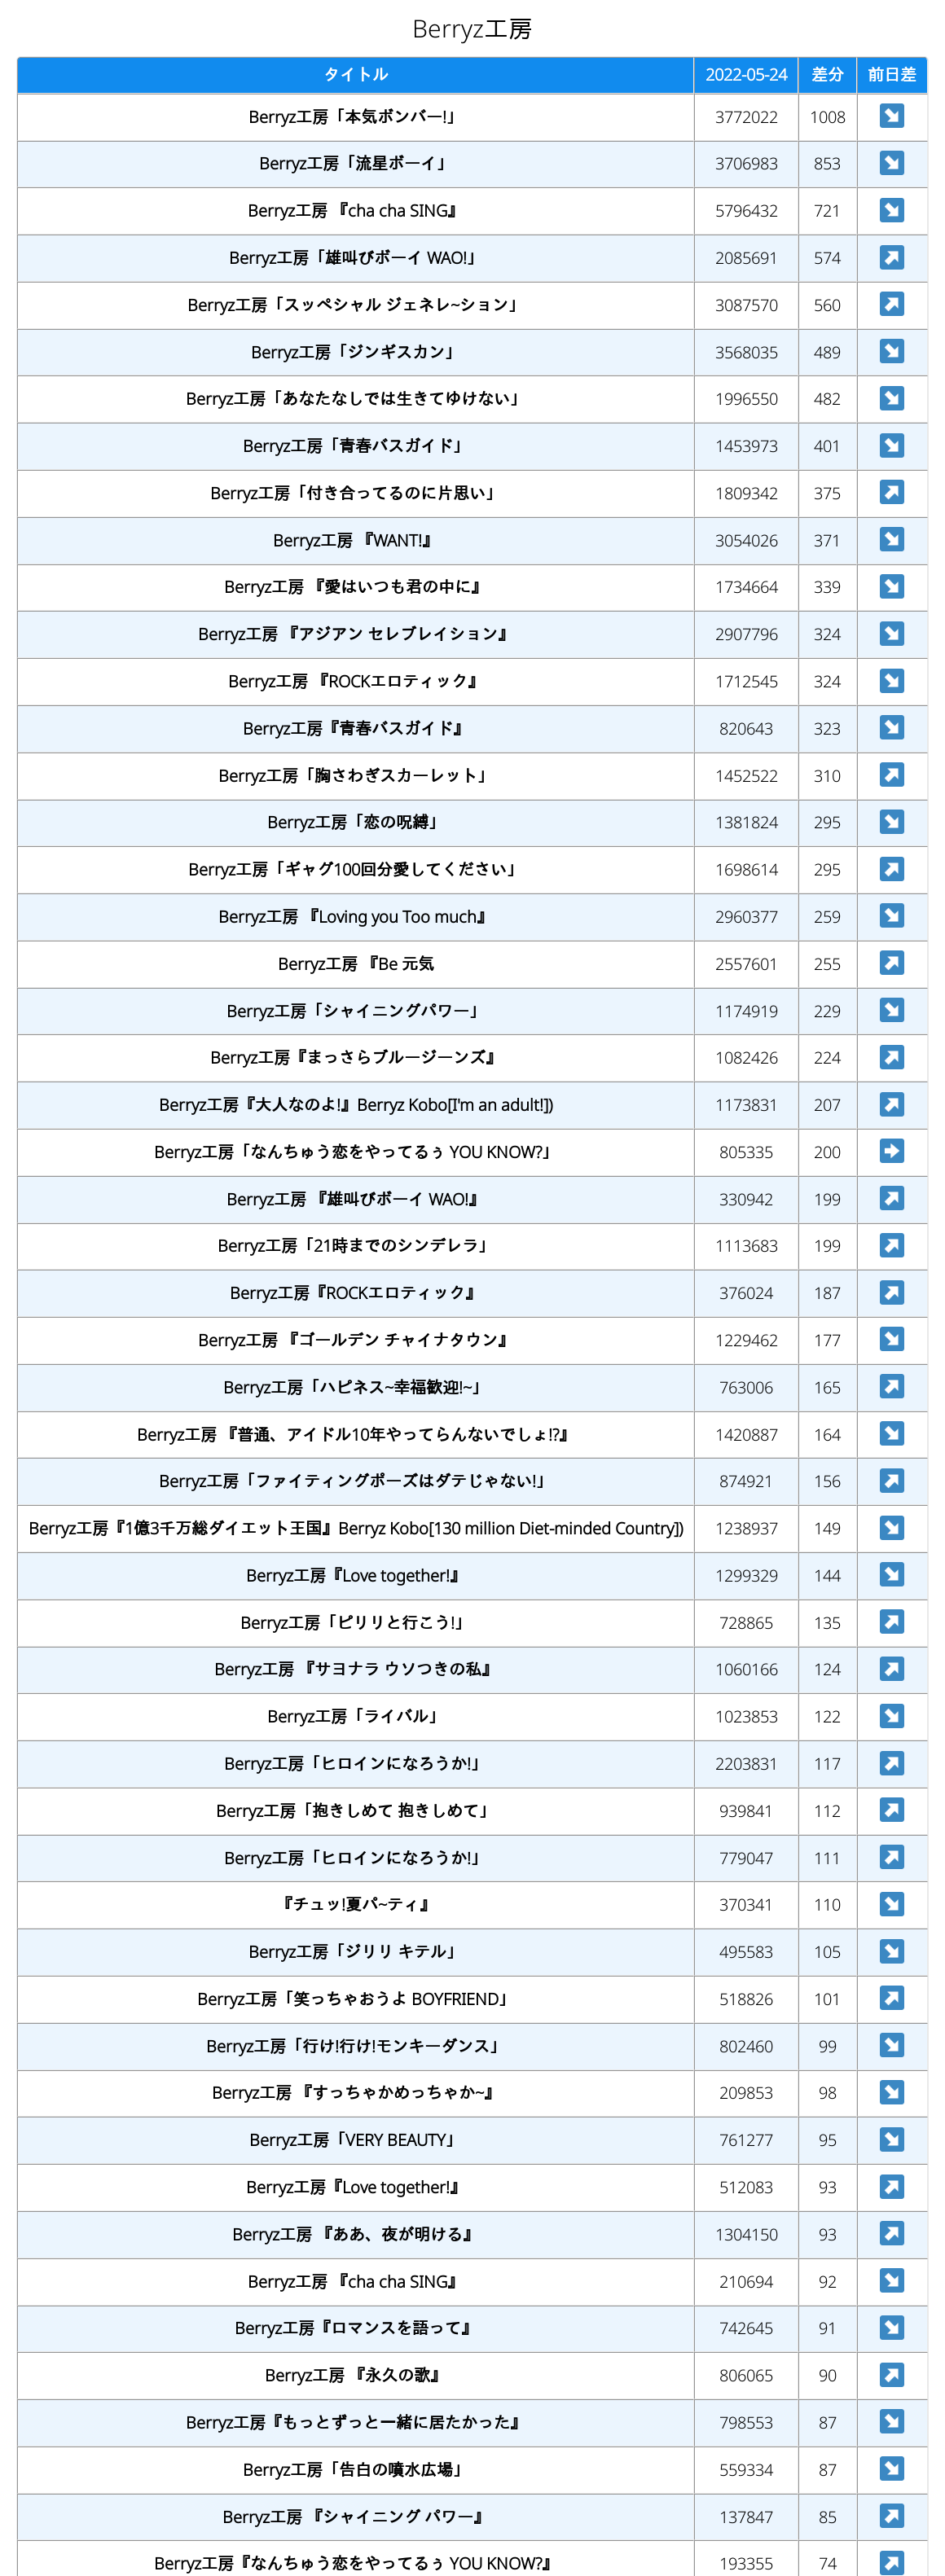 Berryz工房
タイトル 2022-05-24 差分 前日差
Berryz工房「本気ボンバー!」 3772022 1008
Berryz工房「流星ボーイ」 3706983 853
Berryz工房 『cha cha SING』 5796432 721
Berryz工房「雄叫びボーイ WAO!」 2085691 574
Berryz工房「スッペシャル ジェネレ~ション」 3087570 560
Berryz工房「ジンギスカン」 3568035 489
Berryz工房「あなたなしでは生きてゆけない」 1996550 482
Berryz工房「青春バスガイド」 1453973 401
Berryz工房「付き合ってるのに片思い」 1809342 375
Berryz工房 『WANT!』 3054026 371
Berryz工房 『愛はいつも君の中に』 1734664 339
Berryz工房 『アジアン セレブレイション』 2907796 324
Berryz工房 『ROCKエロティック』 1712545 324
Berryz工房『青春バスガイド』 820643 323
Berryz工房「胸さわぎスカーレット」 1452522 310
Berryz工房「恋の呪縛」 1381824 295
Berryz工房「ギャグ100回分愛してください」 1698614 295
Berryz工房 『Loving you Too much』 2960377 259
Berryz工房 『Be 元気 2557601 255
Berryz工房「シャイニングパワー」 1174919 229
Berryz工房『まっさらブルージーンズ』 1082426 224
Berryz工房『大人なのよ!』Berryz Kobo[I'm an adult!]) 1173831 207
Berryz工房「なんちゅう恋をやってるぅ YOU KNOW?」 805335 200
Berryz工房 『雄叫びボーイ WAO!』 330942 199
Berryz工房「21時までのシンデレラ」 1113683 199
Berryz工房『ROCKエロティック』 376024 187
Berryz工房 『ゴールデン チャイナタウン』 1229462 177
Berryz工房「ハピネス~幸福歓迎!~」 763006 165
Berryz工房 『普通、アイドル10年やってらんないでしょ!?』 1420887 164
Berryz工房「ファイティングポーズはダテじゃない!」 874921 156
Berryz工房『1億3千万総ダイエット王国』Berryz Kobo[130 million Diet-minded Country]) 1238937 149
Berryz工房『Love together!』 1299329 144
Berryz工房「ピリリと行こう!」 728865 135
Berryz工房 『サヨナラ ウソつきの私』 1060166 124
Berryz工房「ライバル」 1023853 122
Berryz工房「ヒロインになろうか!」 2203831 117
Berryz工房「抱きしめて 抱きしめて」 939841 112
Berryz工房「ヒロインになろうか!」 779047 111
『チュッ!夏パ~ティ』 370341 110
Berryz工房「ジリリ キテル」 495583 105
Berryz工房「笑っちゃおうよ BOYFRIEND」 518826 101
Berryz工房「行け!行け!モンキーダンス」 802460 99
Berryz工房 『すっちゃかめっちゃか~』 209853 98
Berryz工房「VERY BEAUTY」 761277 95
Berryz工房『Love together!』 512083 93
Berryz工房 『ああ、夜が明ける』 1304150 93
Berryz工房 『cha cha SING』 210694 92
Berryz工房『ロマンスを語って』 742645 91
Berryz工房 『永久の歌』 806065 90
Berryz工房『もっとずっと一緒に居たかった』 798553 87
Berryz工房「告白の噴水広場」 559334 87
Berryz工房 『シャイニング パワー』 137847 85
Berryz工房『なんちゅう恋をやってるぅ YOU KNOW?』 193355 74